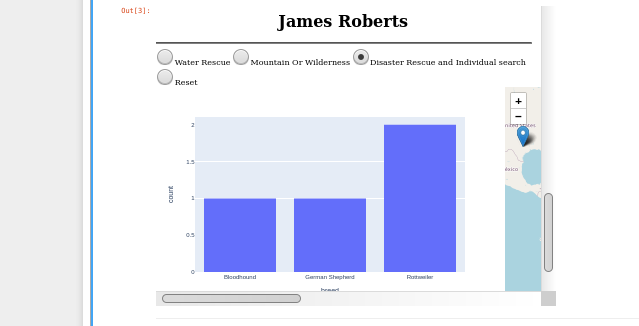 Out[3]:
James Roberts
Water Rescue Mountain Or Wilderness Disaster Rescue and Individual search
Reset
+
−
2
1.5
1
0.5
0
count
Bloodhound German Shepherd Rottweiler
breed